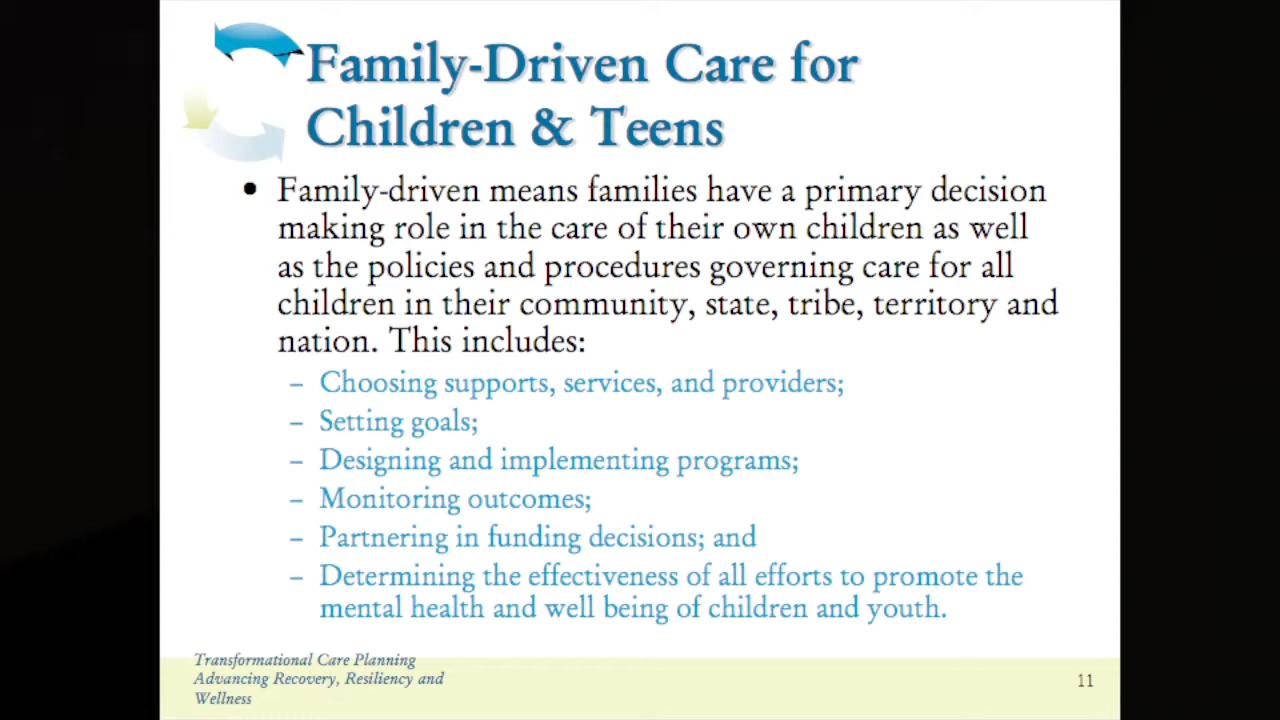 Family-Driven Care for
Children & Teens
• Family-driven means families have a primary decision
making role in the care of their own children as well
as the policies and procedures governing care for all
children in their community, state, tribe, territory and
nation. This includes:
– Choosing supports, services, and providers;
– Setting goals;
– Designing and implementing programs;
– Monitoring outcomes;
– Partnering in funding decisions; and
– Determining the effectiveness of all efforts to promote the
mental health and well being of children and youth.
Transformational Care Planning
Advancing Recovery, Resiliency and
Wellness
11